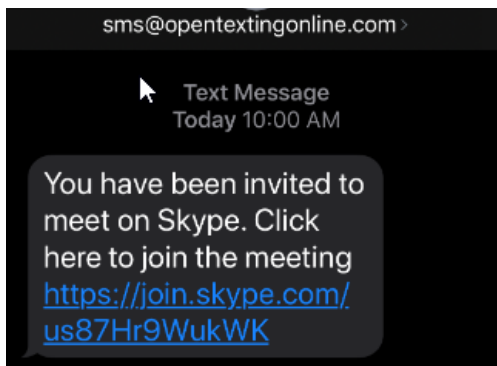 sms@opentextingonline.com >
Text Message
Today 10:00 AM
You have been invited to
meet on Skype. Click
here to join the meeting
https://join.skype.com/
us87Hr9WukWK